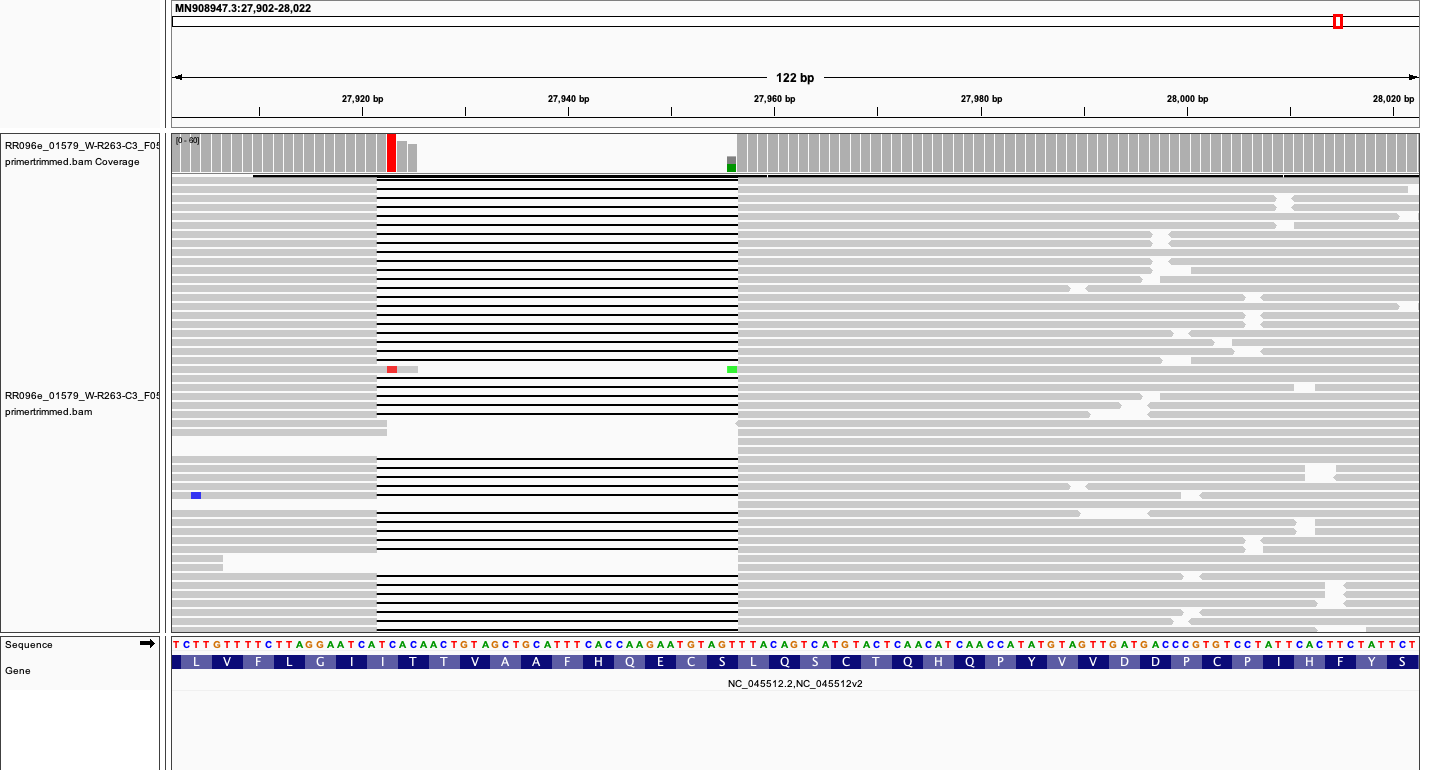 MN908947.3:27,902-28,022
122 bp
27,920 bp 27,940 bp 27,960 bp 27,980 bp 28,000 bp 28,020 bp
RR096e_01579_W-R263-C3_F05
primertrimmed.bam Coverage
[0 - 60]
RR096e_01579_W-R263-C3_F05
primertrimmed.bam
Sequence
T C T T G T T T T C T T A G G A A T C A T C A C A A C T G T A G C T G C A T T T C A C C A A G A A T G T A G T T T A C A G T C A T G T A C T C A A C A T C A A C C A T A T G T A G T T G A T G A C C C G T G T C C T A T T C A C T T C T A T T C T
Gene
L V F L G I I T T V A A F H Q E C S L Q S C T Q H Q P Y V V D D P C P I H F Y S
NC_045512.2,NC_045512v2